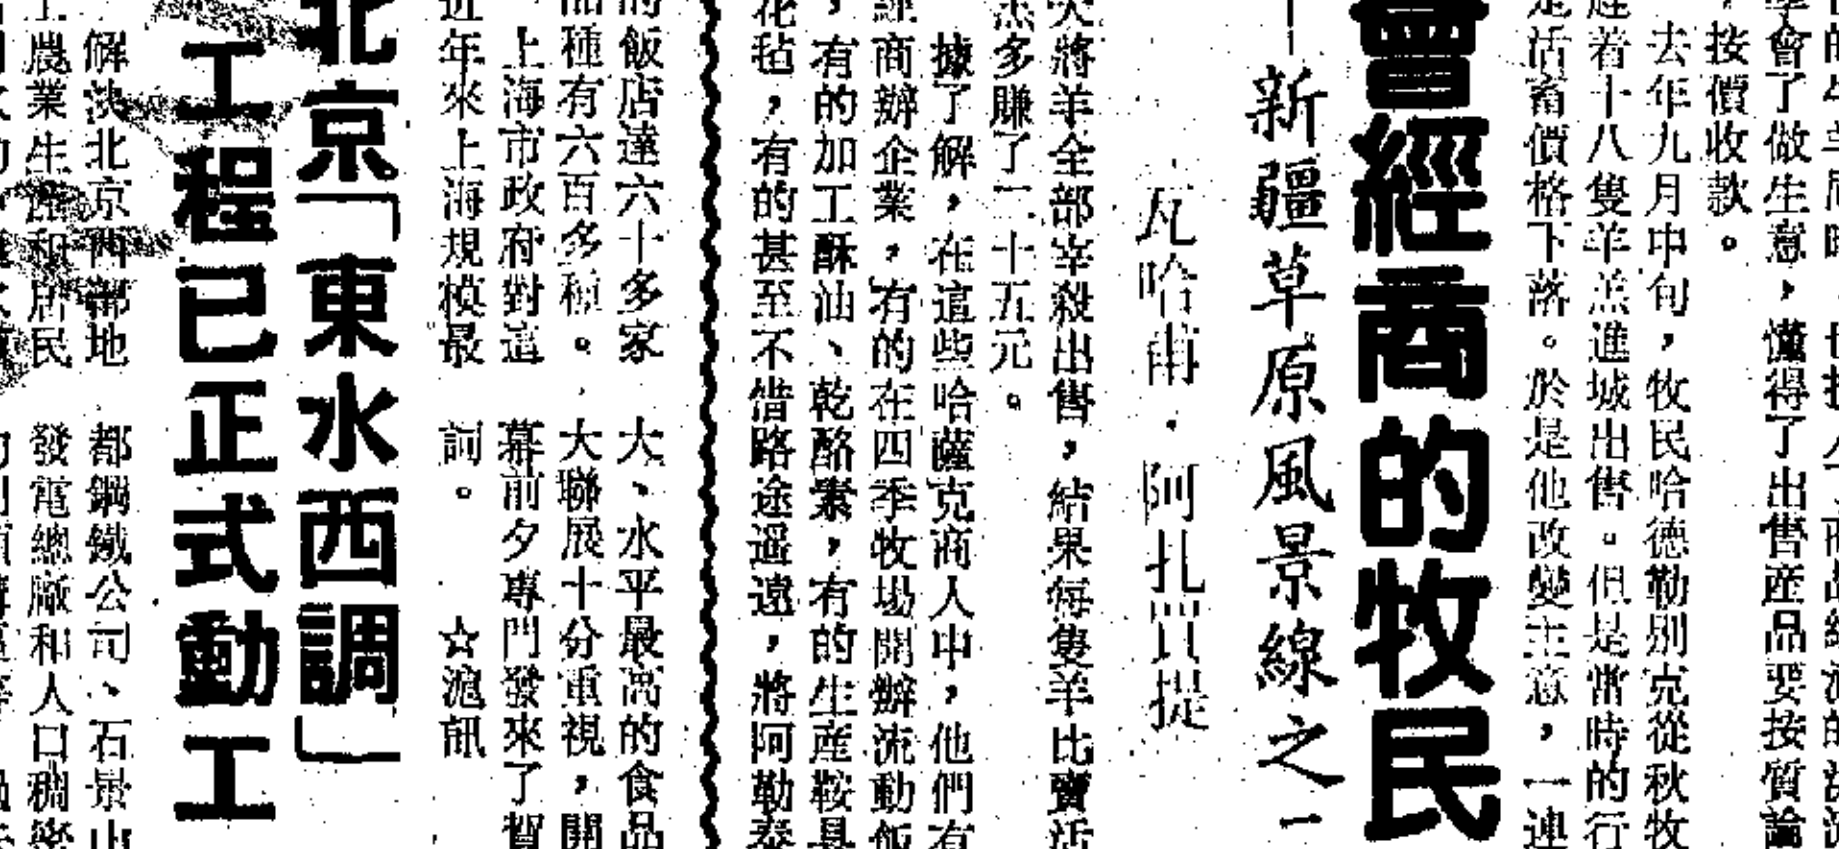 學會了做生意，懂得了出售産品要按質論
，按價收款。
去年九月中旬，牧民哈德勒別克從秋牧
趕着十八隻羊羔進城出售。但是當時的行
是活畜價格下落。於是他改變主意，一連
會經商的牧民
—新疆草原風景線之一
瓦哈甫·阿扎買提
天將羊全部宰殺出售，結果每隻羊比賣活
羔多賺了二十五元。
據了解，在這些哈薩克商人中，他們有
經商辦企業，有的在四季牧場開辦流動飯
，有的加工酥油、乾酪素，有的生産鞍具
花毡，有的甚至不惜路途遥遠，將阿勒泰
的飯店達六十多家
品種有六百多種。
上海市政府對這
近年來上海規模最
大、水平最高的食品
大聯展十分重視，開
幕前夕專門發來了賀
詞。　☆滬訊
北京「東水西調」
工程已正式動工
解決北京西部地
工農業生產和居民
都鋼鐵公司、石景山
發電總廠和人口稠密